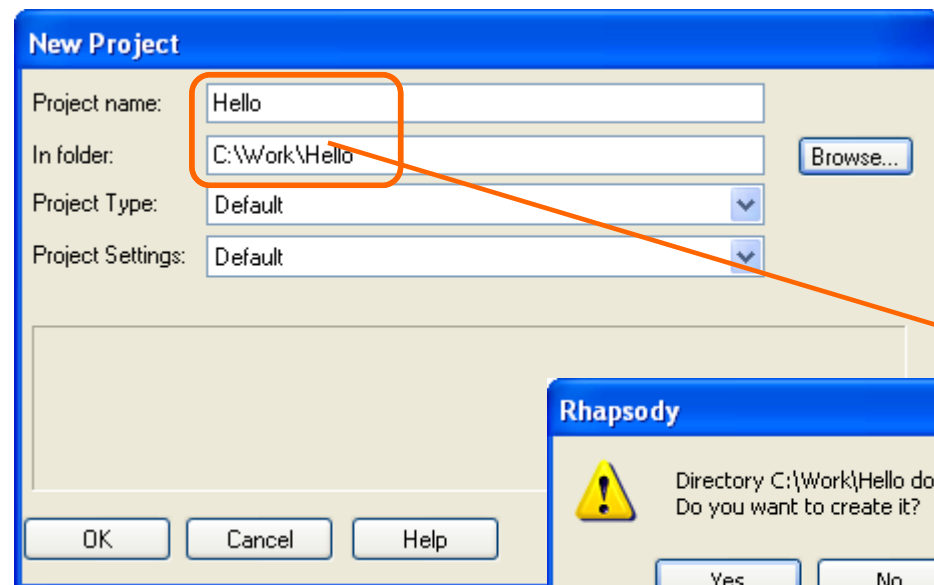 New Project
Project name: Hello
In folder: C:\Work\Hello Browse...
Project Type: Default
Project Settings: Default
Rhapsody
Directory C:\Work\Hello do
Do you want to create it?
OK Cancel Help
Yes No